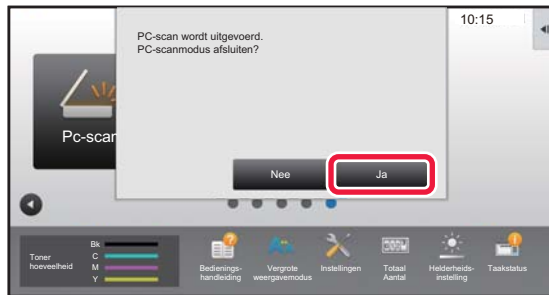 10:15
PC-scan wordt uitgevoerd.
PC-scanmodus afsluiten?
Pc-scan
Nee
Ja
Toner
hoeveelheid
Bk
C
M
Y
Bedienings-
handleiding
Vergrote
weergavemodus
Instellingen
Totaal
Aantal
Helderheids-
instelling
Taakstatus